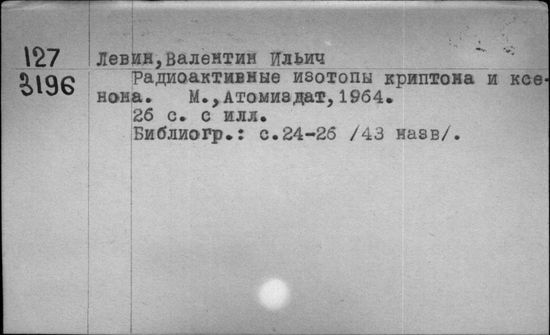 127
3196
Левин,Валентин Ильич
Радиоактивные изотопы криптона и ксе-
нона. М.,Атомиздат,1964.
26 с. с илл.
Библиогр.: с.24-26 /43 назв/.